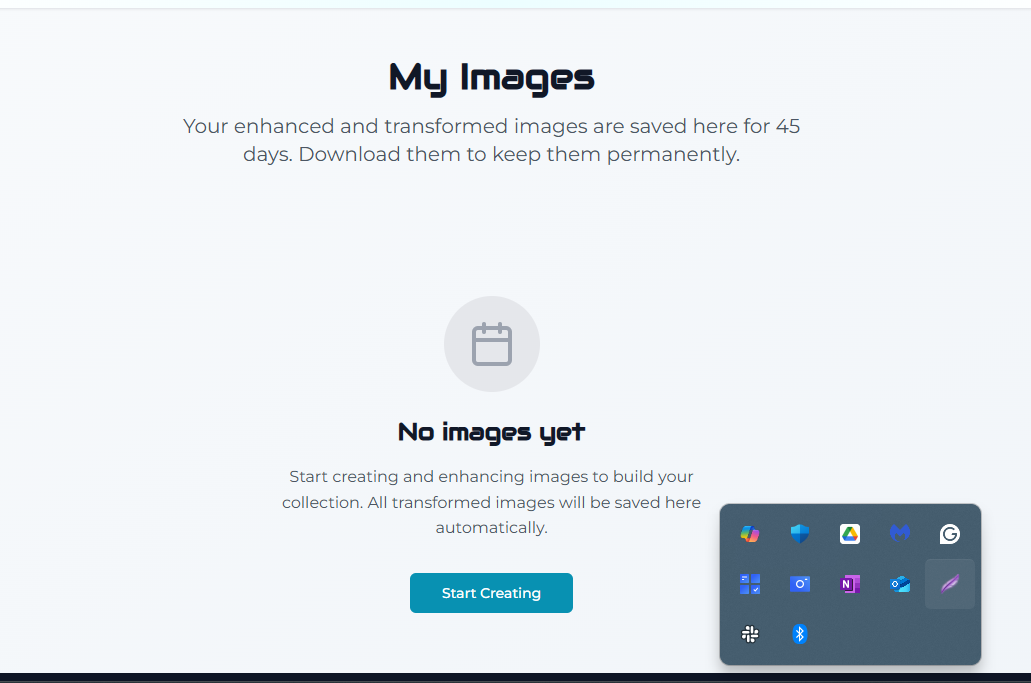 My Images
Your enhanced and transformed images are saved here for 45
days. Download them to keep them permanently.
No images yet
Start creating and enhancing images to build your
collection. All transformed images will be saved here
automatically.
Start Creating